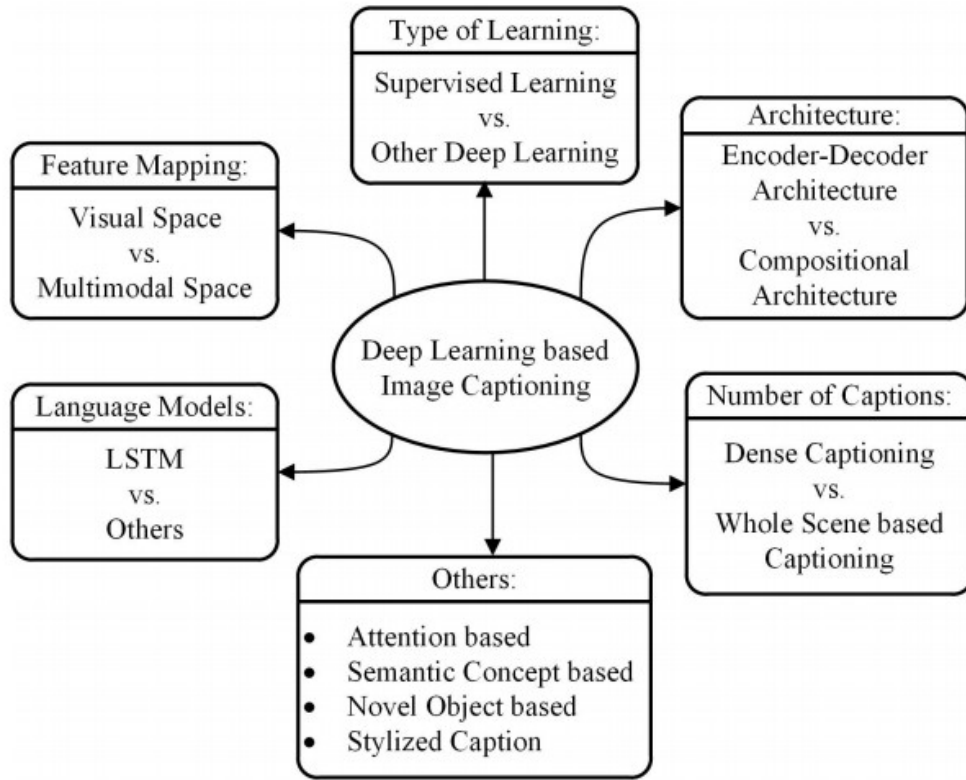 Type of Learning:
Supervised Learning
vs.
Other Deep Learning
Architecture:
Encoder-Decoder
Architecture
vs.
Compositional
Architecture
Feature Mapping:
Visual Space
vs.
Multimodal Space
Deep Learning based
Image Captioning
Language Models:
LSTM
vs.
Others
Number of Captions:
Dense Captioning
vs.
Whole Scene based
Captioning
Others:
• Attention based
• Semantic Concept based
• Novel Object based
• Stylized Caption